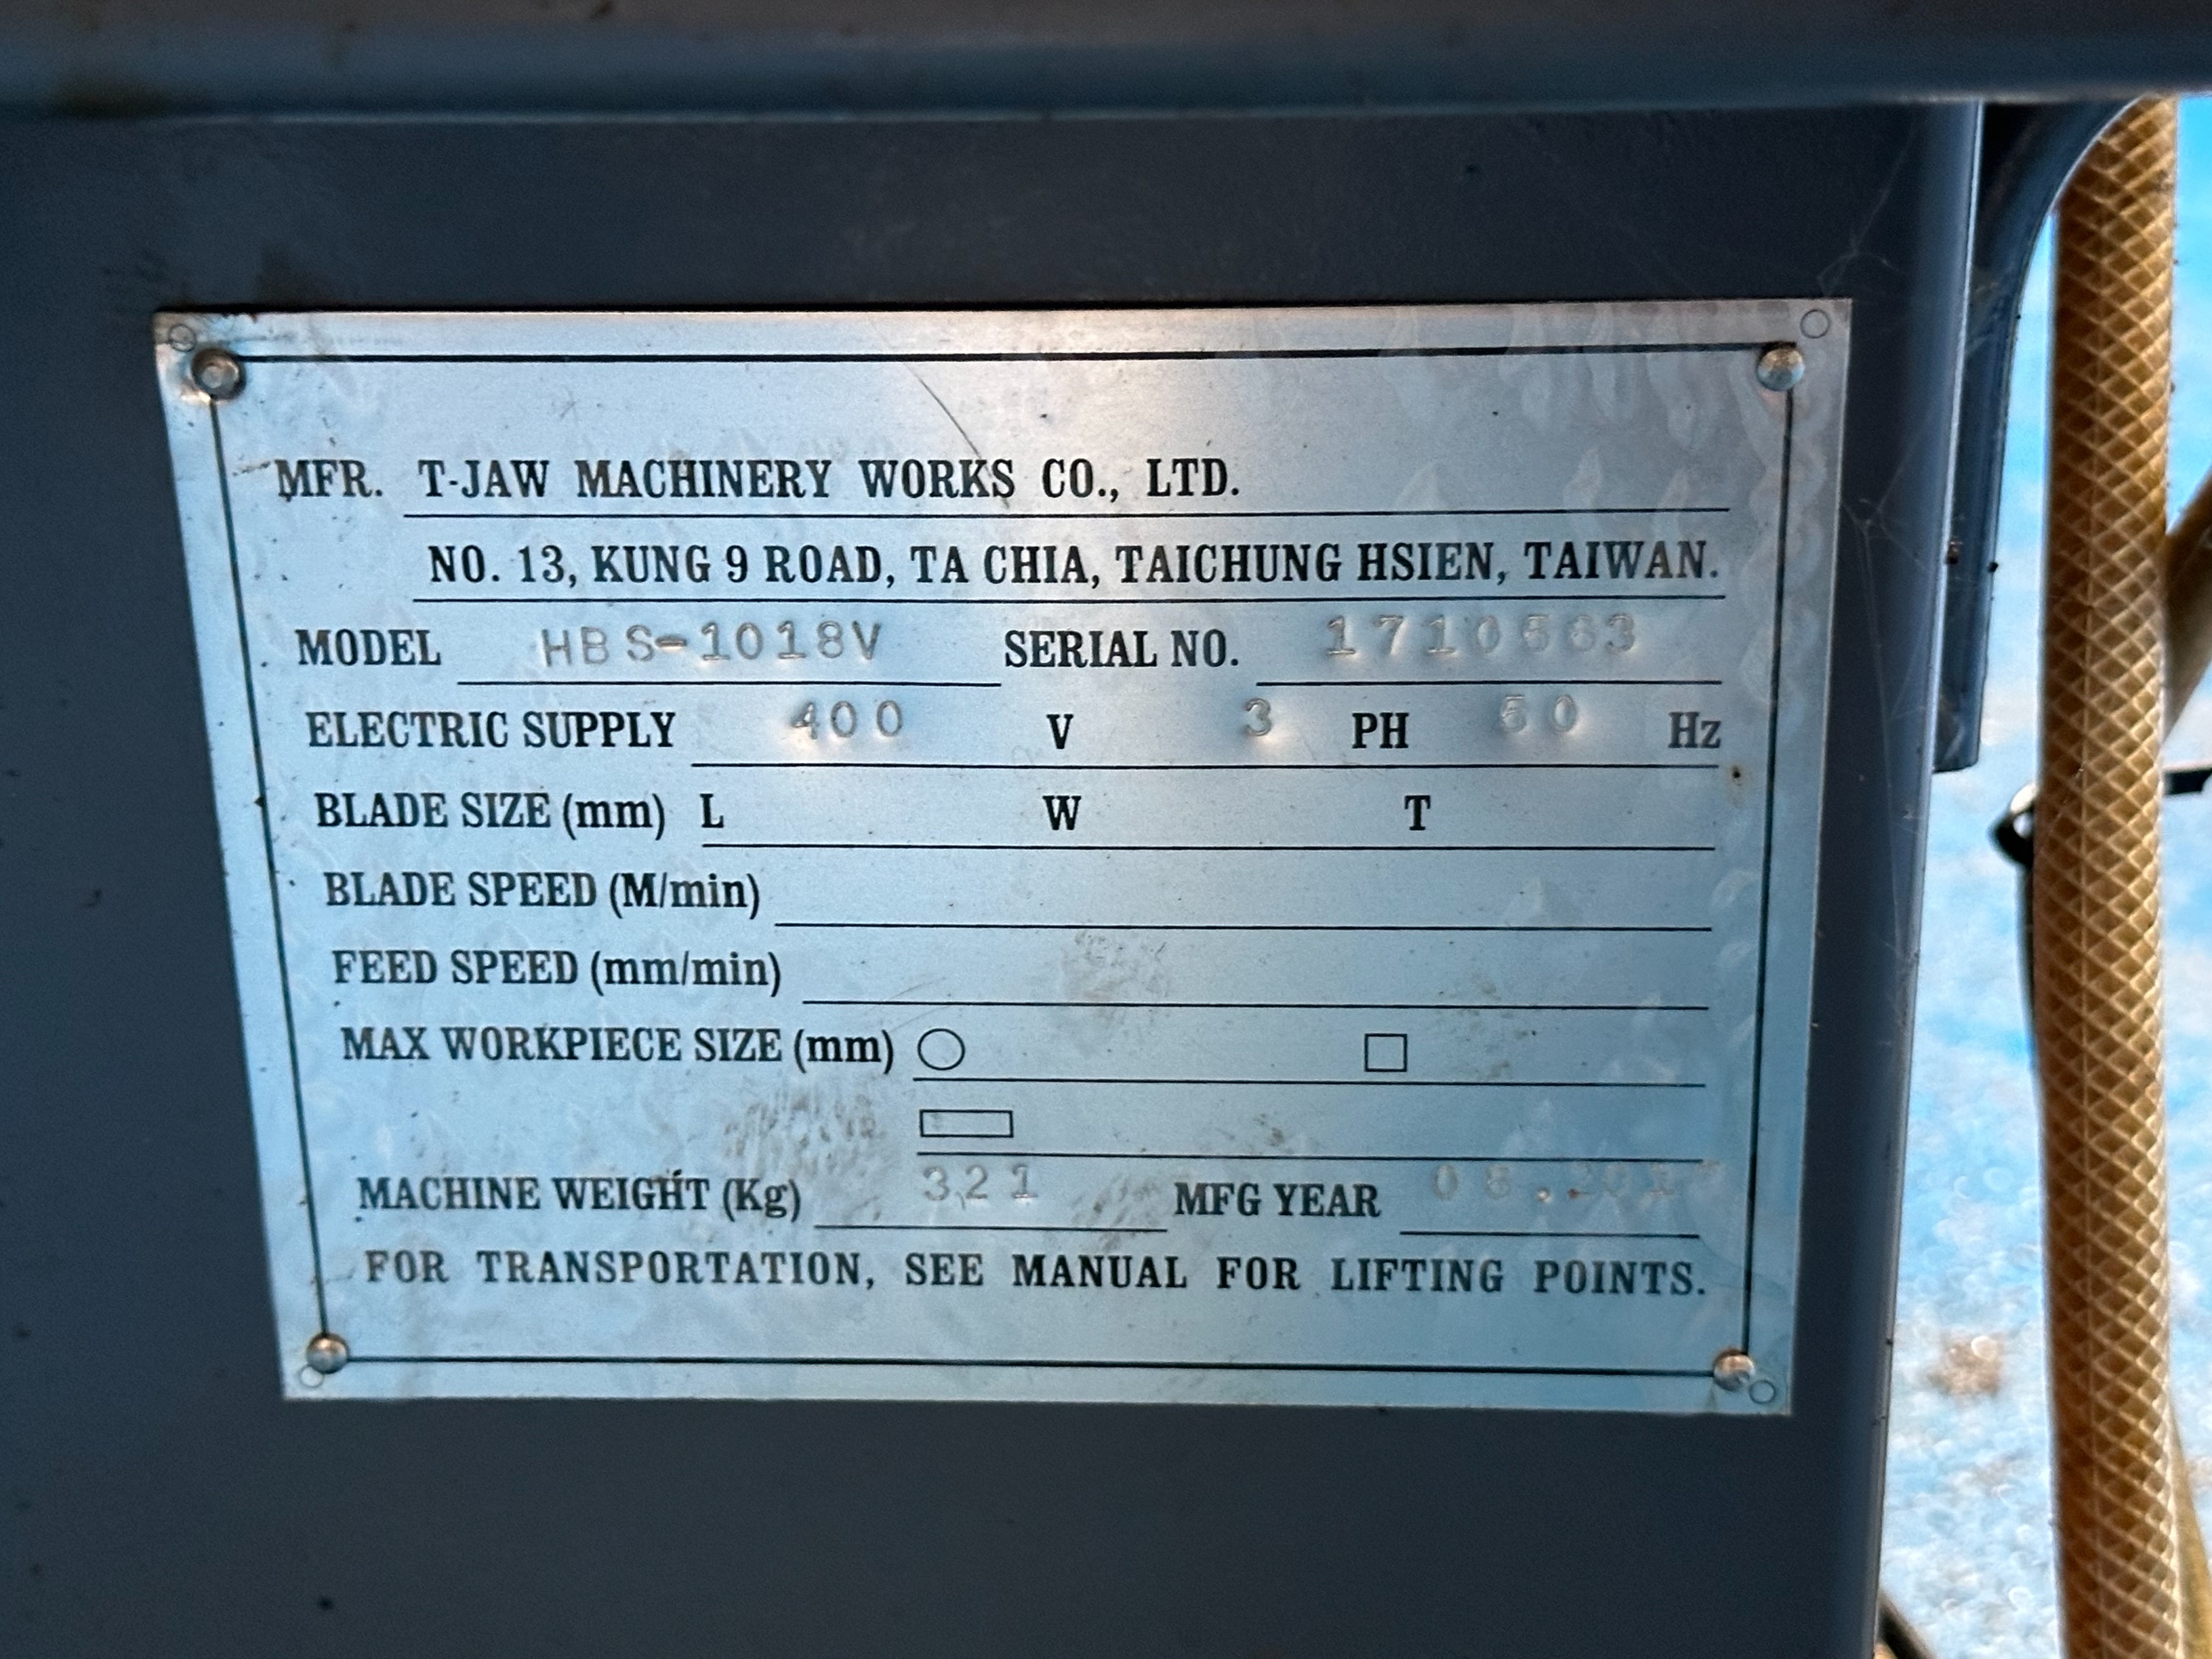 MFR. T-JAW MACHINERY WORKS CO., LTD.
NO. 13, KUNG 9 ROAD, TA CHIA, TAICHUNG HSIEN, TAIWAN.
MODEL HBS-1018V SERIAL NO.
ELECTRIC SUPPLY 400 V 3 PH 50 Hz
BLADE SIZE (mm) L W T
BLADE SPEED (M/min)
FEED SPEED (mm/min)
MAX WORKPIECE SIZE (mm)
MACHINE WEIGHT (Kg) 321 MFG YEAR
FOR TRANSPORTATION, SEE MANUAL FOR LIFTING POINTS.